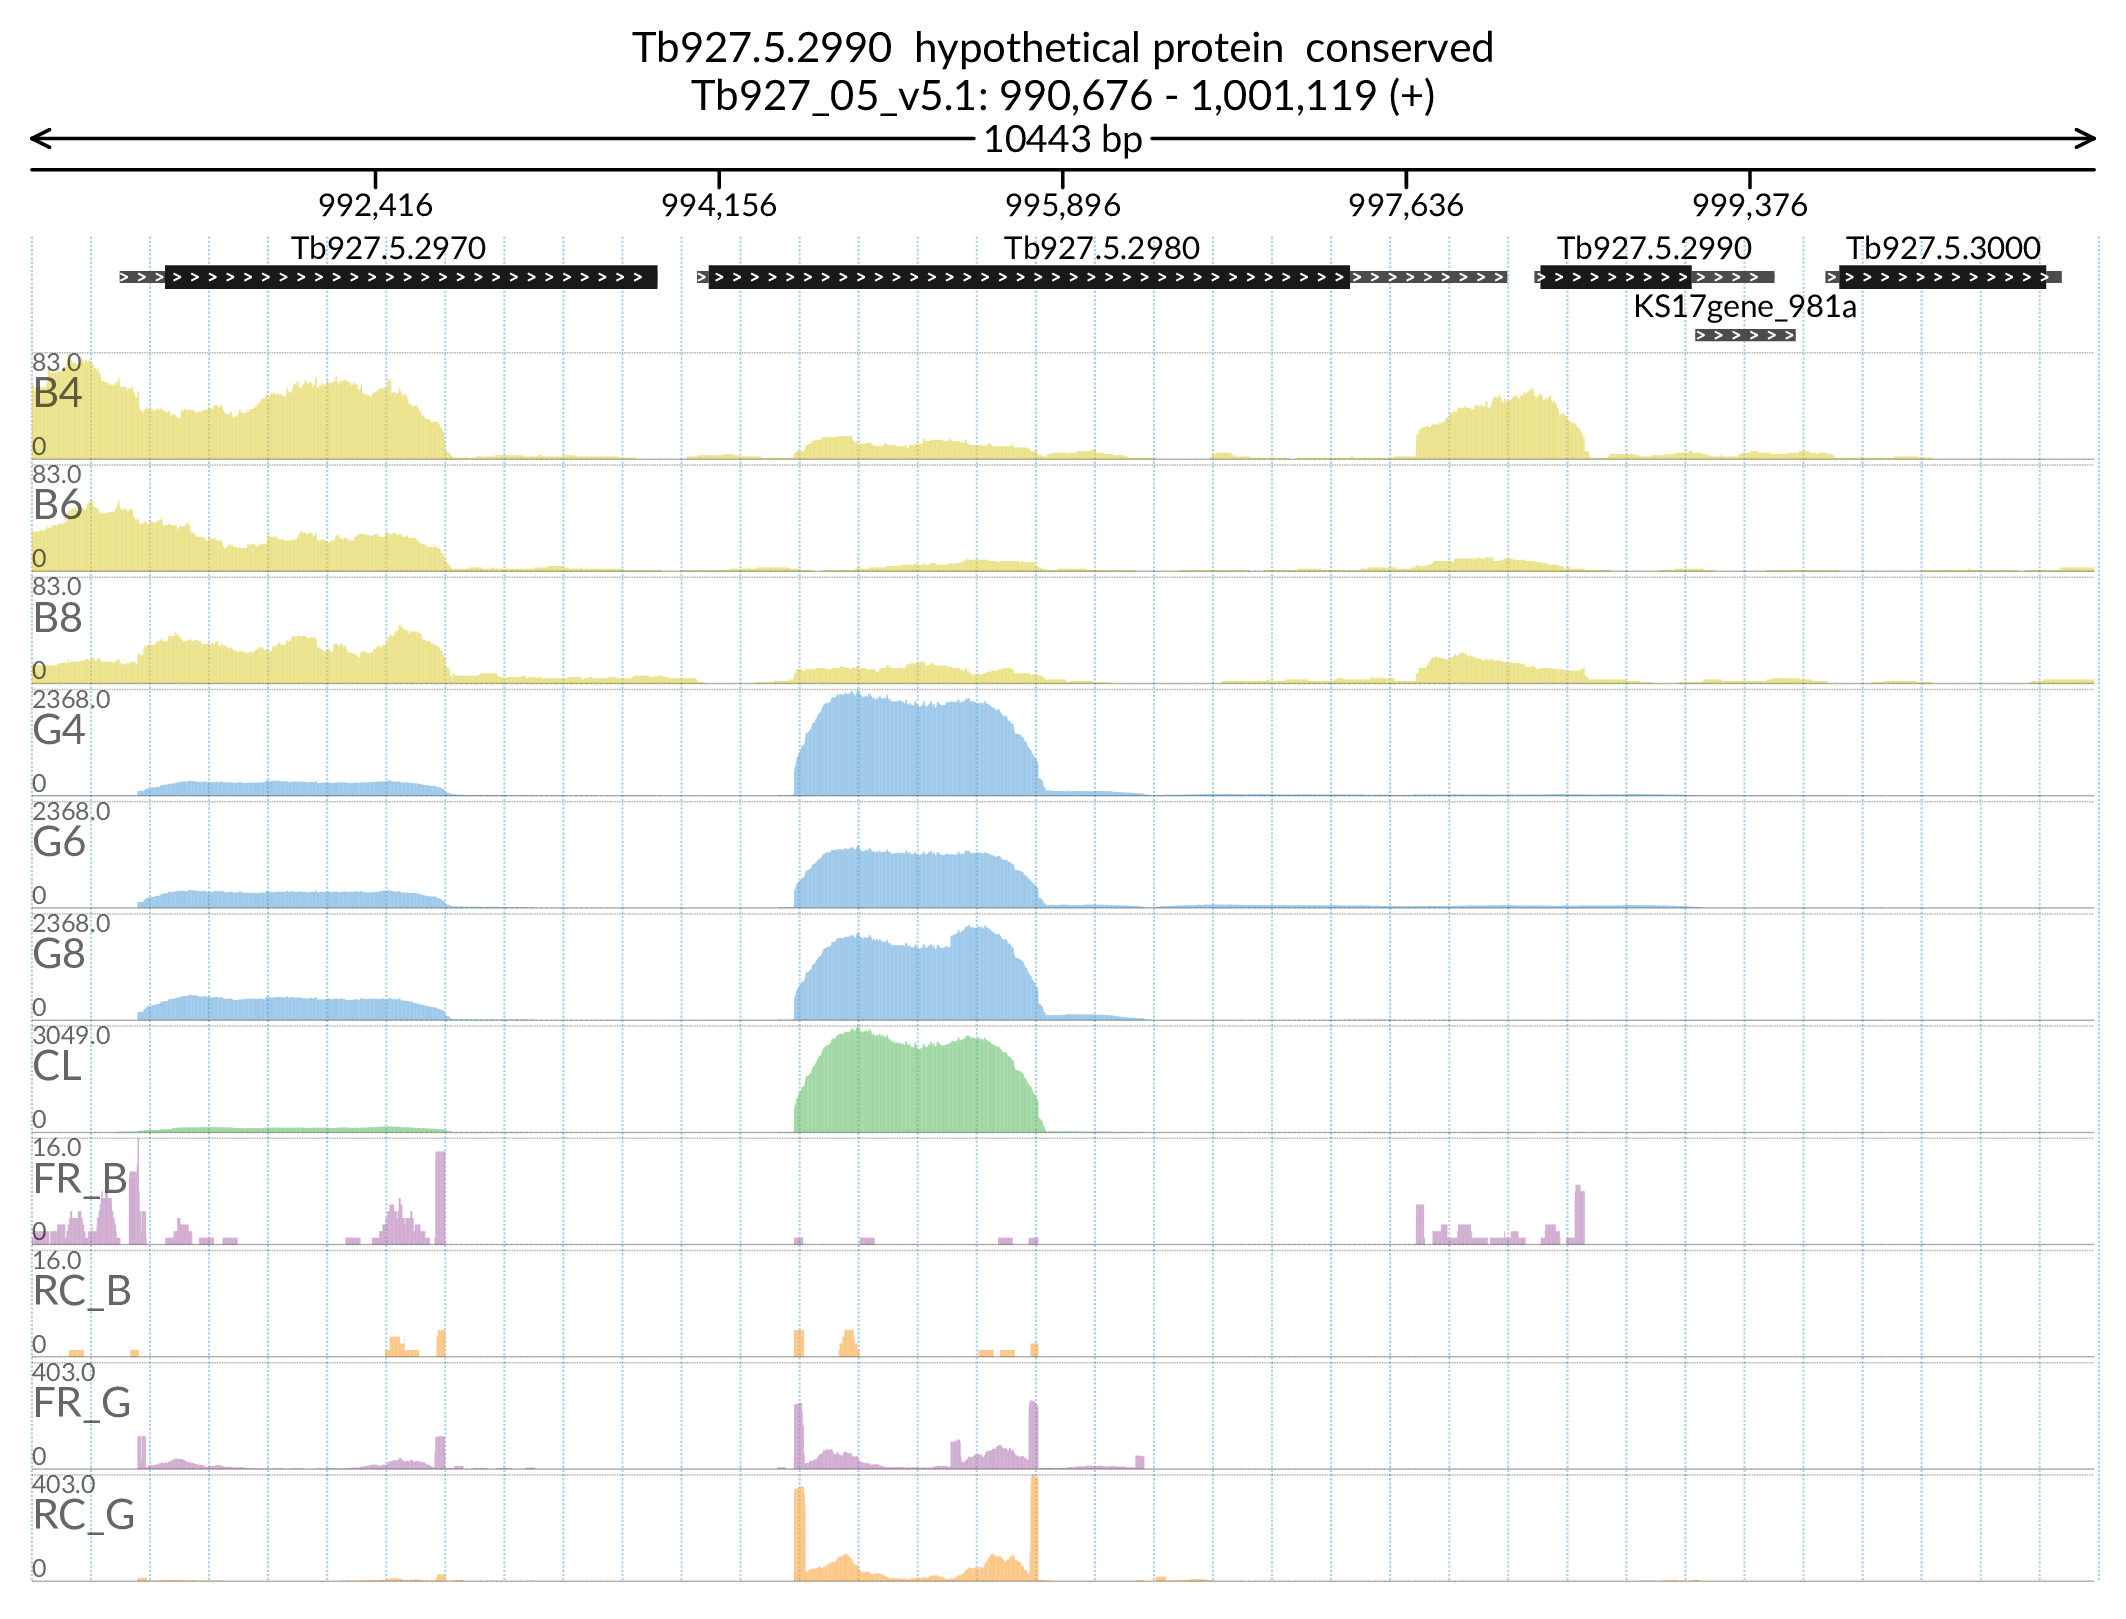 Tb927.5.2990  hypothetical protein  conserved
Tb927_05_v5.1: 990,676 - 1,001,119 (+)
10443 bp
992,416 994,156 995,896 997,636 999,376
Tb927.5.2970 Tb927.5.2980 Tb927.5.2990 Tb927.5.3000
KS17gene_981a
83.0
B4
0
83.0
B6
0
83.0
B8
0
2368.0
G4
0
2368.0
G6
0
2368.0
G8
0
3049.0
CL
0
16.0
FR_B
0
16.0
RC_B
0
403.0
FR_G
0
403.0
RC_G
0